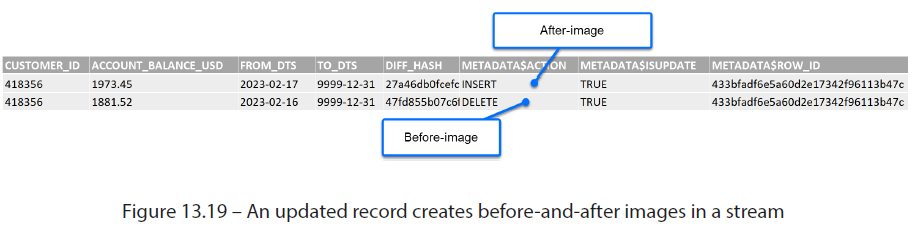 After-image
CUSTOMER_ID ACCOUNT_BALANCE_USD FROM_DTS TO_DTS DIFF_HASH METADATA$ACTION METADATA$ISUPDATE METADATA$ROW_ID
418356 1973.45 2023-02-17 9999-12-31 27a46db0fcefc INSERT TRUE 433bfadf6e5a60d2e17342f96113b47c
418356 1881.52 2023-02-16 9999-12-31 47fd855b07c6l DELETE TRUE 433bfadf6e5a60d2e17342f96113b47c
Before-image
Figure 13.19 – An updated record creates before-and-after images in a stream